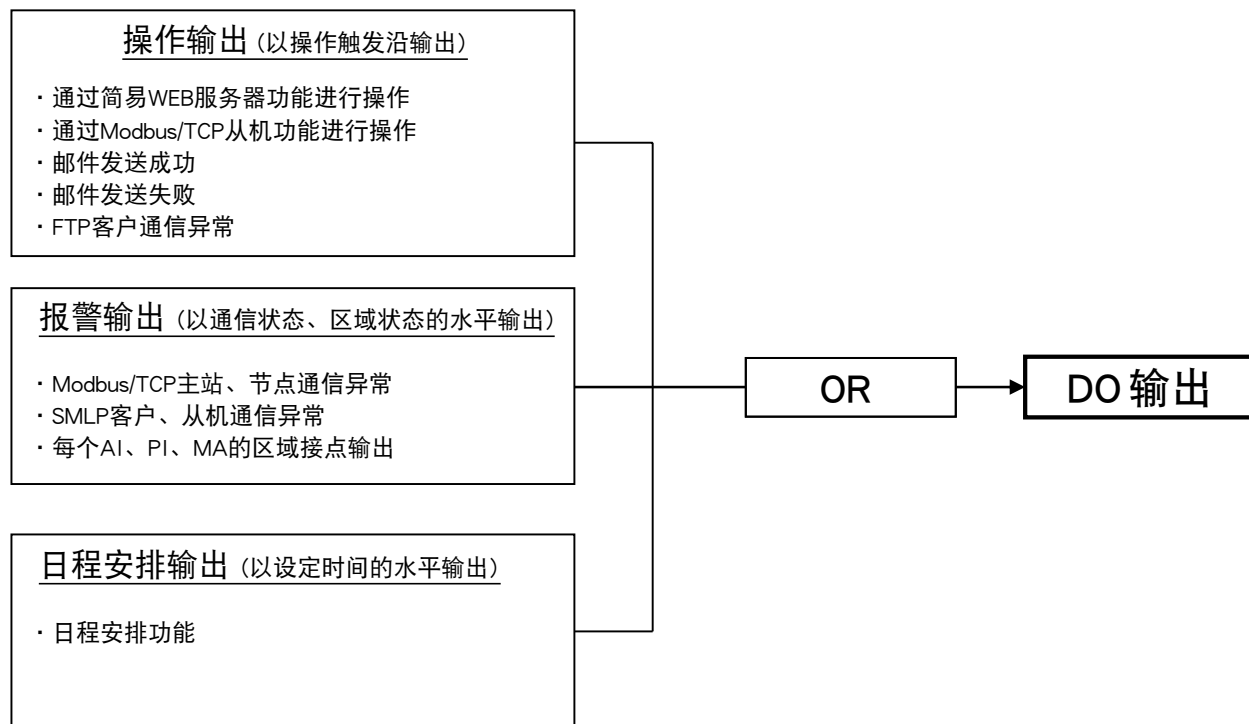 操作输出（以操作触发沿输出）
・通过简易WEB服务器功能进行操作
・通过Modbus/TCP从机功能进行操作
・邮件发送成功
・邮件发送失败
・FTP客户通信异常
报警输出（以通信状态、区域状态的水平输出）
・Modbus/TCP主站、节点通信异常
・SMLP客户、从机通信异常
・每个AI、PI、MA的区域接点输出
OR
DO 输出
日程安排输出（以设定时间的水平输出）
・日程安排功能